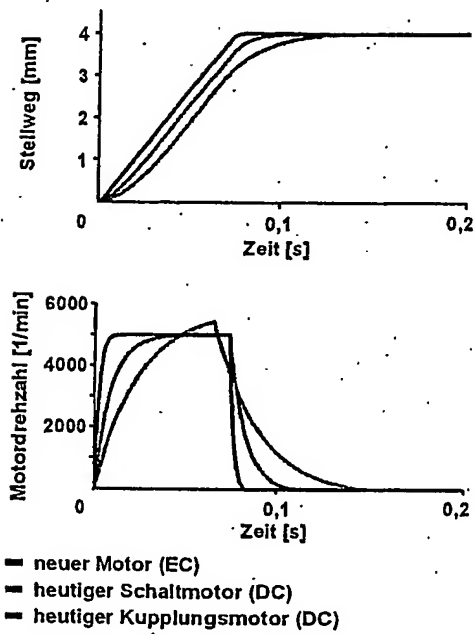 Stellweg [mm]
4
3
2
1
0
0,1
0,2
Zeit [s]
Motordrehzahl [1/min]
6000
4000
2000
0
0,1
0,2
Zeit [s]
neuer Motor (EC)
heutiger Schaltmotor (DC)
heutiger Kupplungsmotor (DC)